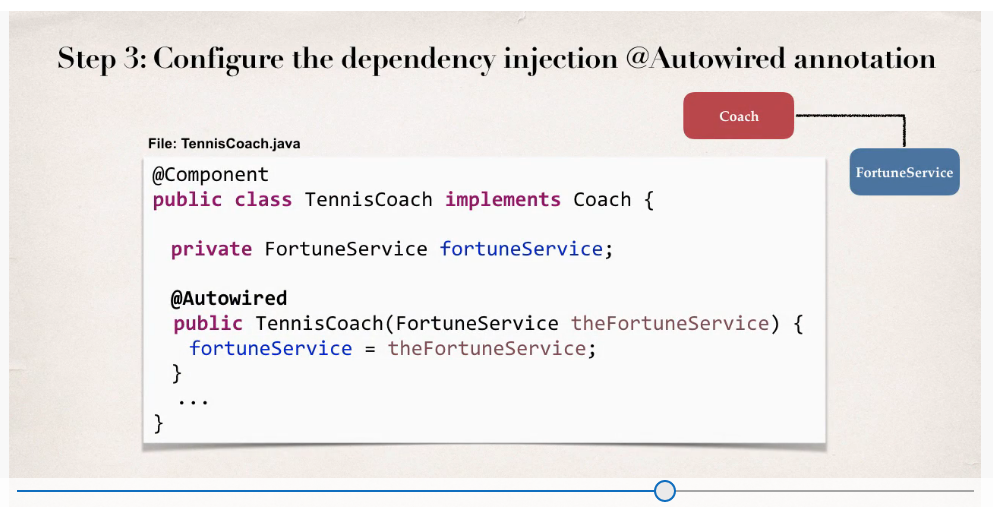 Step 3: Configure the dependency injection @Autowired annotation
Coach
FortuneService
File: TennisCoach.java
@Component
public class TennisCoach implements Coach {
private FortuneService fortuneService;
@Autowired
public TennisCoach(FortuneService theFortuneService) {
fortuneService = theFortuneService;
}
...
}